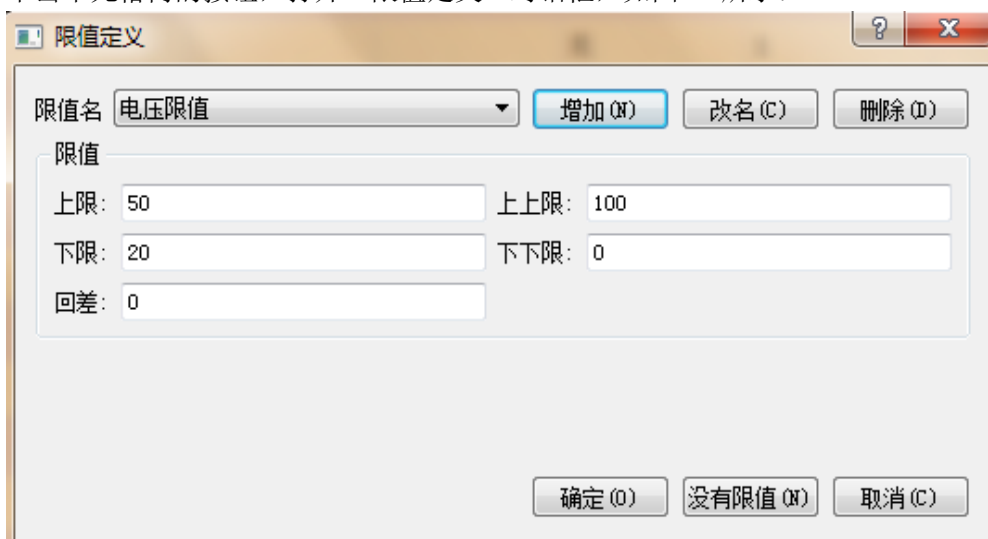 限值定义
限值名 电压限值 增加(N) 改名(C) 删除(D)
限值
上限: 50 上上限: 100
下限: 20 下下限: 0
回差: 0
确定(O) 没有限值(N) 取消(C)